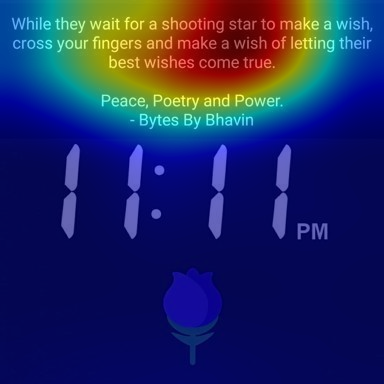 While they wait for a shooting star to make a wish,
cross your fingers and make a wish of letting their
best wishes come true.
Peace, Poetry and Power.
- Bytes By Bhavin
11:11 PM